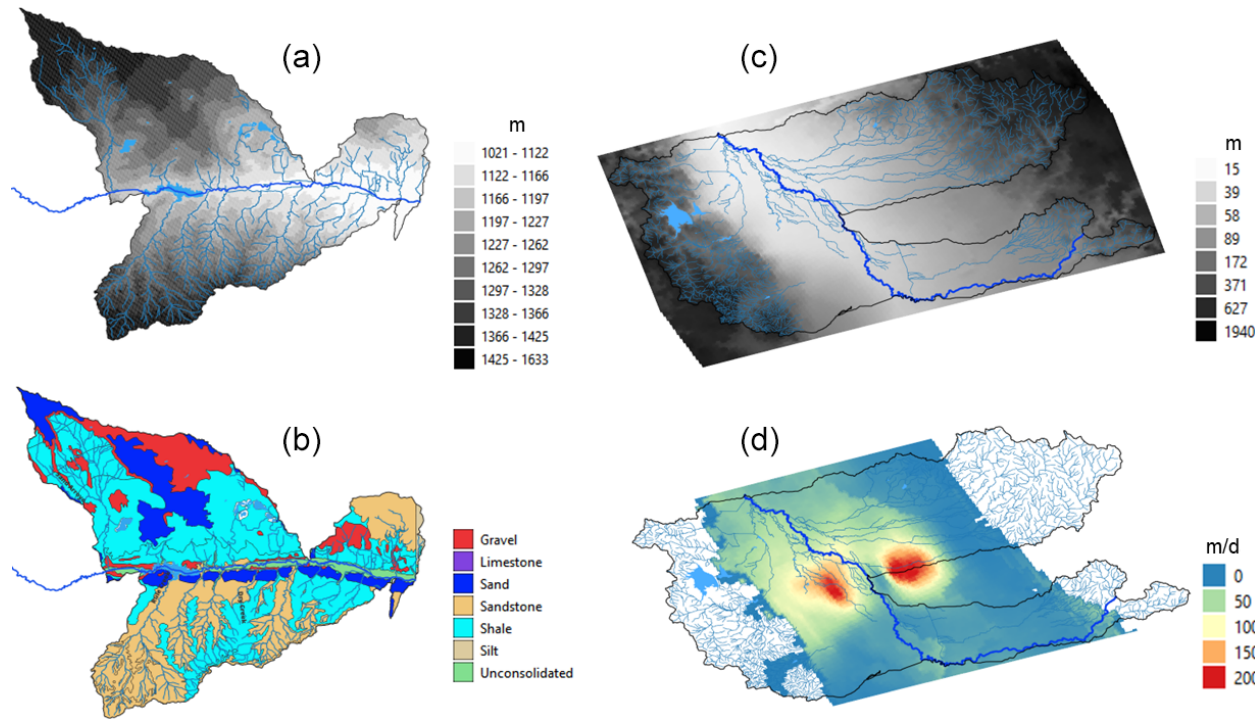 (a)
m
1021 - 1122
1122 - 1166
1166 - 1197
1197 - 1227
1227 - 1262
1262 - 1297
1297 - 1328
1328 - 1366
1366 - 1425
1425 - 1633
(c)
m
15
39
58
89
172
371
627
1940
(b)
Gravel
Limestone
Sand
Sandstone
Shale
Silt
Unconsolidated
(d)
m/d
0
50
100
150
200